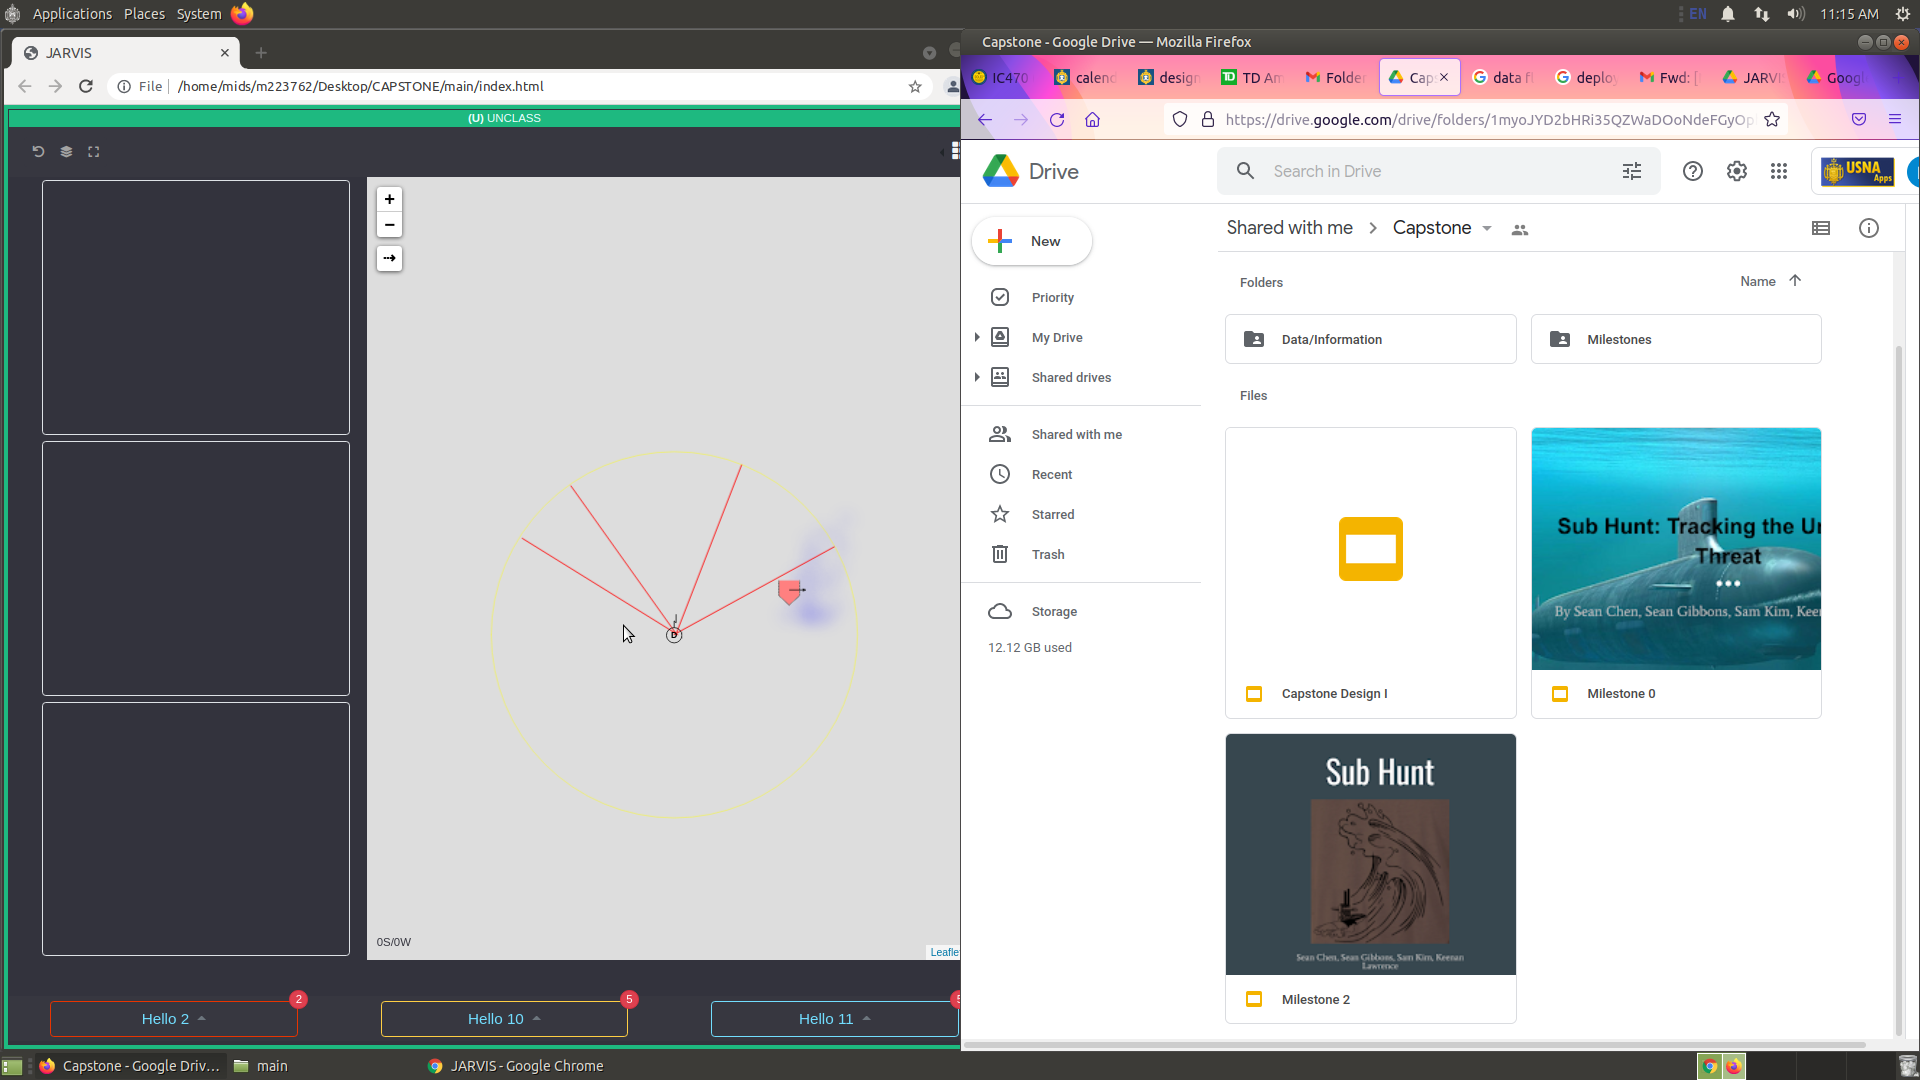 Applications Places System
EN
11:15 AM
JARVIS
File
/home/mids/m223762/Desktop/CAPSTONE/main/index.html
(U) UNCLASS
+
−
D
0S/0W
Leafle
2
Hello 2
5
Hello 10
Hello 11
Capstone - Google Drive — Mozilla Firefox
IC470
calen
design
TD Am
Folder
Cap
data f
deploy
Fwd: [
JARVI
Googl
https://drive.google.com/drive/folders/1myoJYD2bHRi35QZWaDOoNdeFGyOp
Drive
Search in Drive
USNA
Apps
New
Priority
My Drive
Shared drives
Shared with me
Recent
Starred
Trash
Storage
12.12 GB used
Shared with me
Capstone
Folders
Name
Data/Information
Milestones
Files
Sub Hunt: Tracking the Un
Threat
By Sean Chen, Sean Gibbons, Sam Kim, Keen
Capstone Design I
Milestone 0
Sub Hunt
Sean Chen, Sean Gibbons, Sam Kim, Keenan
Lawrence
Milestone 2
Capstone - Google Driv...
main
JARVIS - Google Chrome